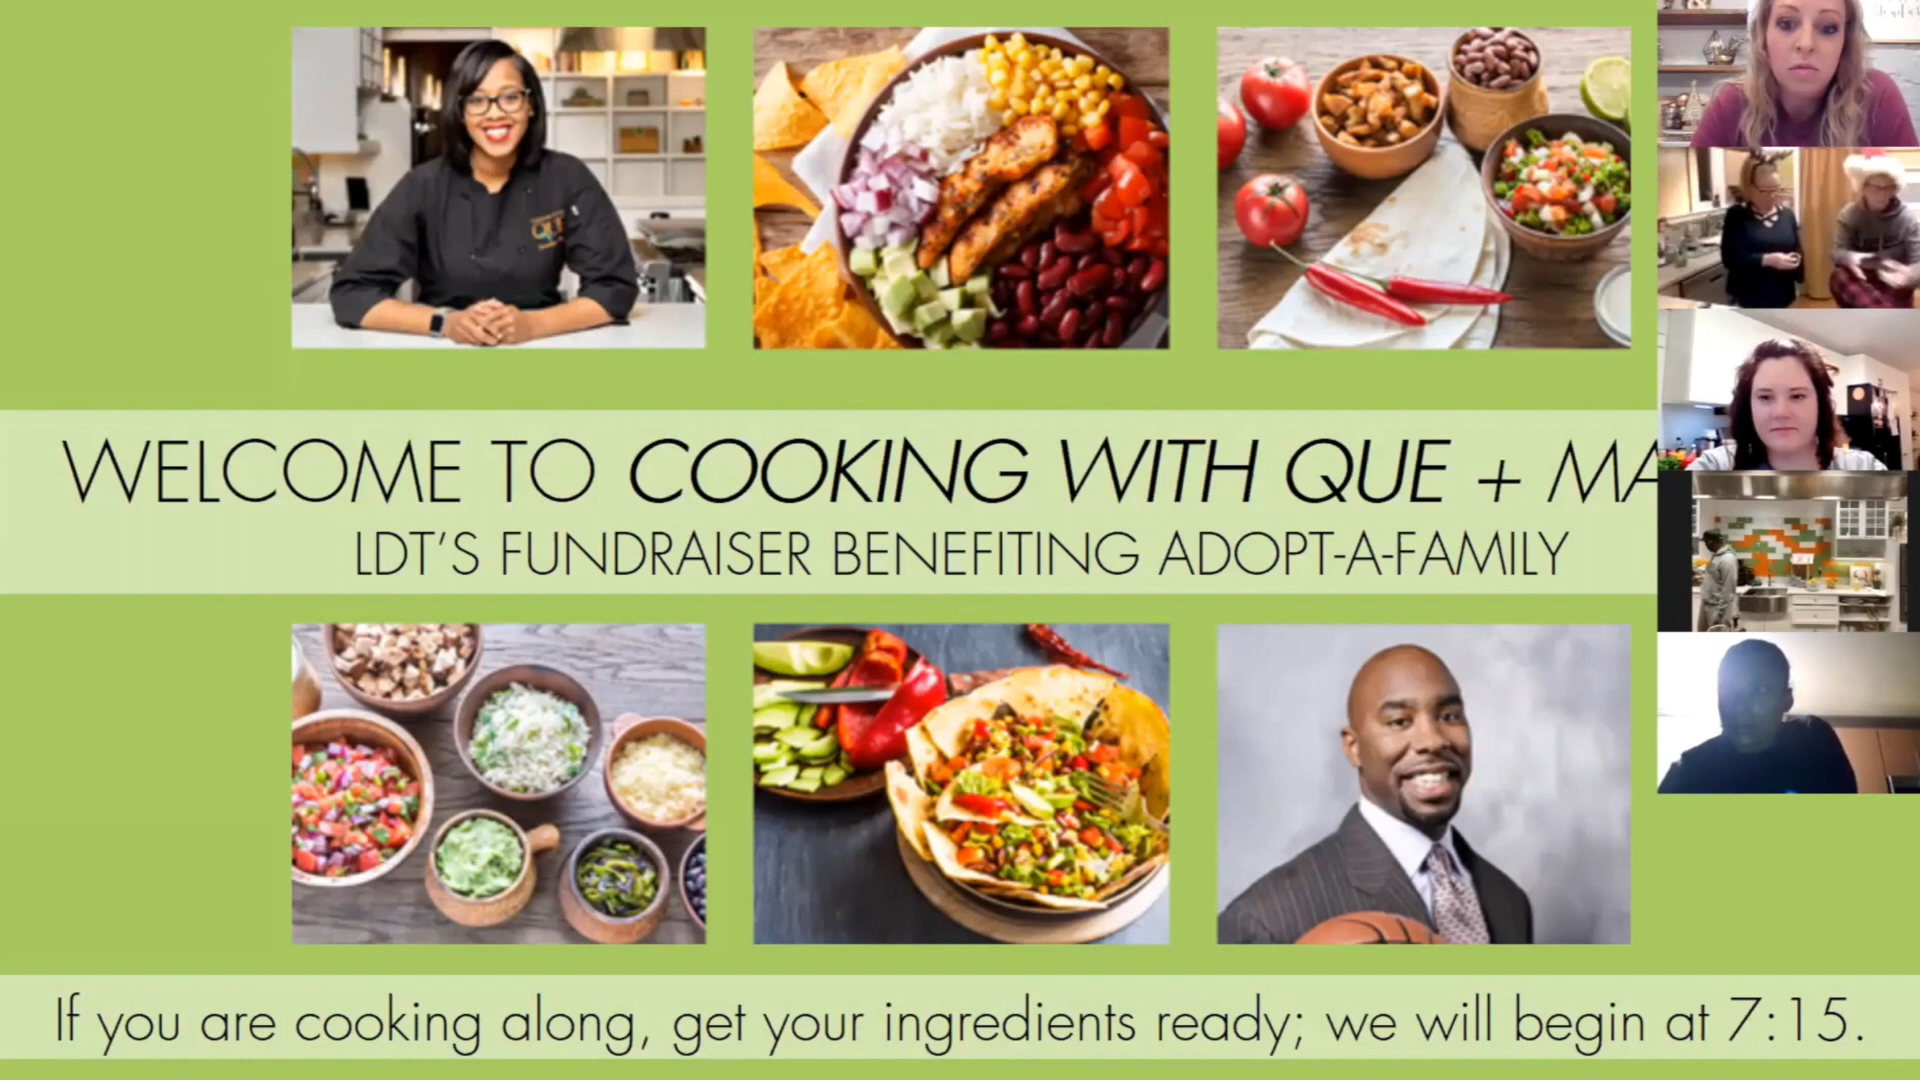 WELCOME TO COOKING WITH QUE + MA
LDT'S FUNDRAISER BENEFITING ADOPT-A-FAMILY
If you are cooking along, get your ingredients ready; we will begin at 7:15.
QUE